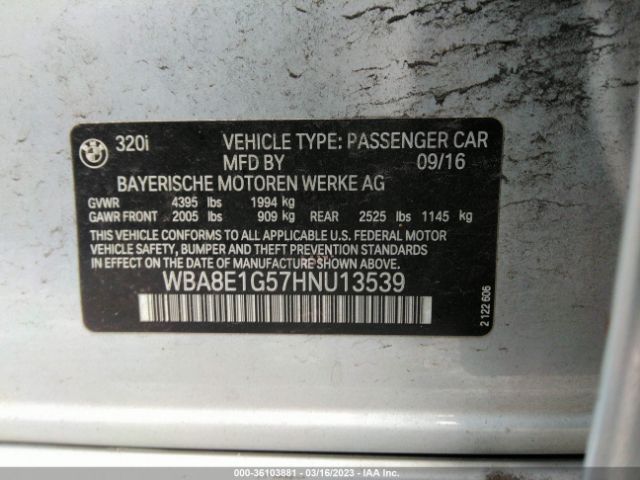 320i VEHICLE TYPE: PASSENGER CAR
MFD BY 09/16
BAYERISCHE MOTOREN WERKE AG
GVWR 4395 lbs 1994 kg
GAWR FRONT 2005 lbs 909 kg REAR 2525 lbs 1145 kg
THIS VEHICLE CONFORMS TO ALL APPLICABLE U.S. FEDERAL MOTOR
VEHICLE SAFETY, BUMPER AND THEFT PREVENTION STANDARDS IN
EFFECT ON THE DATE OF MANUFACTURE SHOWN ABOVE.
WBA8E1G57HNU13539
2 122 606
000-36103881 - 03/16/2023 - IAAI.COM